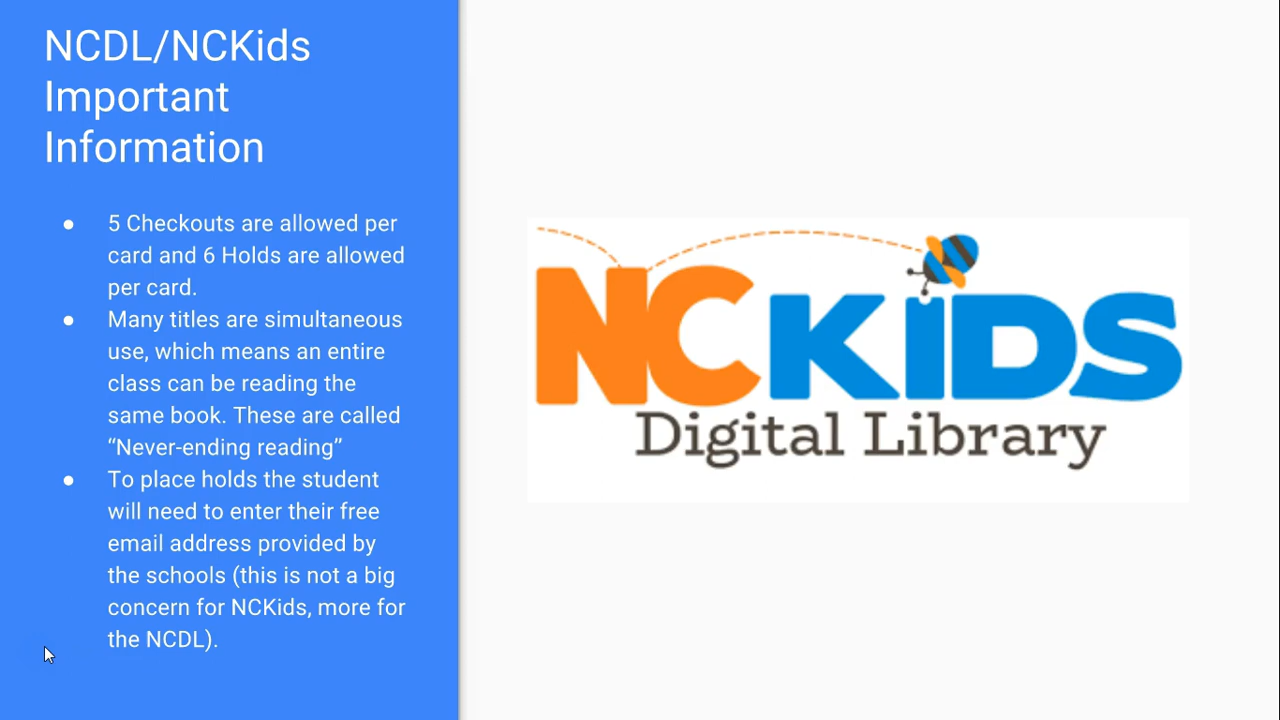 NCDL/NCKids
Important
Information
● 5 Checkouts are allowed per
card and 6 Holds are allowed
per card.
● Many titles are simultaneous
use, which means an entire
class can be reading the
same book. These are called
“Never-ending reading”
● To place holds the student
will need to enter their free
email address provided by
the schools (this is not a big
concern for NCKids, more for
the NCDL).
NCKiDS
Digital Library